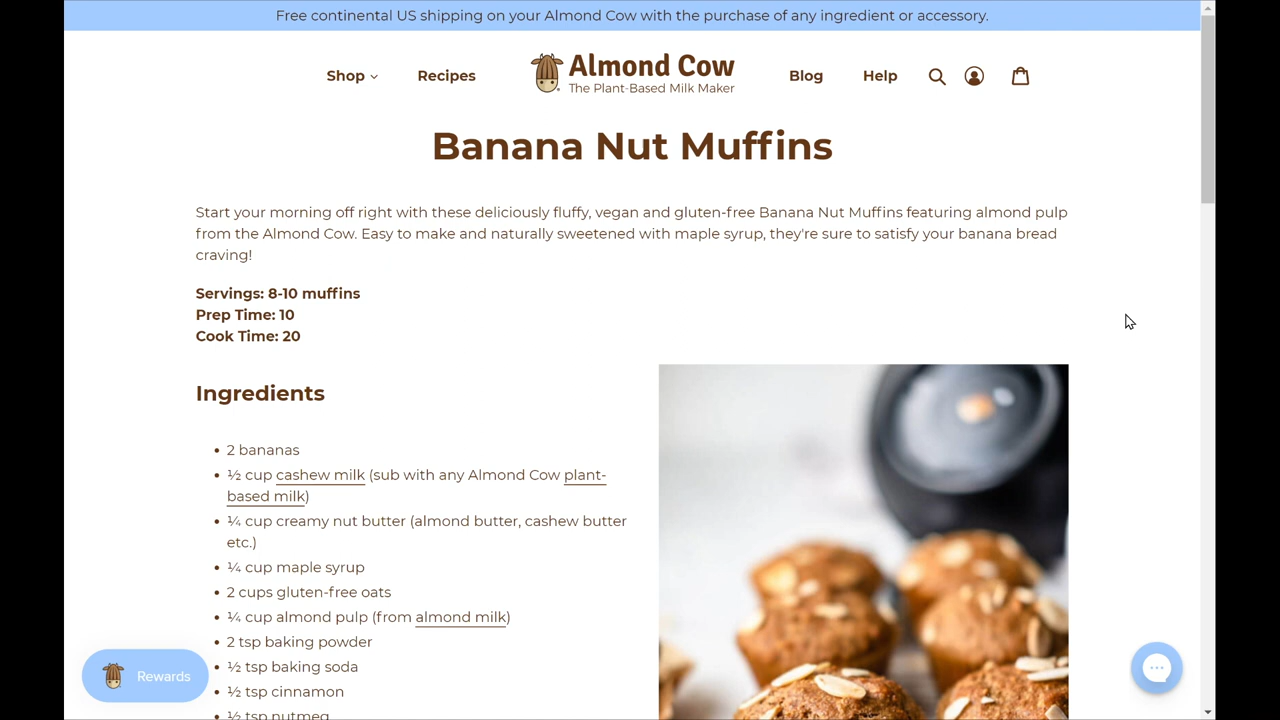 Free continental US shipping on your Almond Cow with the purchase of any ingredient or accessory.
Shop
Recipes
Almond Cow
The Plant-Based Milk Maker
Blog
Help
Banana Nut Muffins
Start your morning off right with these deliciously fluffy, vegan and gluten-free Banana Nut Muffins featuring almond pulp
from the Almond Cow. Easy to make and naturally sweetened with maple syrup, they're sure to satisfy your banana bread
craving!
Servings: 8-10 muffins
Prep Time: 10
Cook Time: 20
Ingredients
• 2 bananas
• ½ cup cashew milk (sub with any Almond Cow plant-
based milk)
• ¼ cup creamy nut butter (almond butter, cashew butter
etc.)
• ¼ cup maple syrup
• 2 cups gluten-free oats
• ¼ cup almond pulp (from almond milk)
• 2 tsp baking powder
• ½ tsp baking soda
• ½ tsp cinnamon
• ½ tsp nutmeg
Rewards